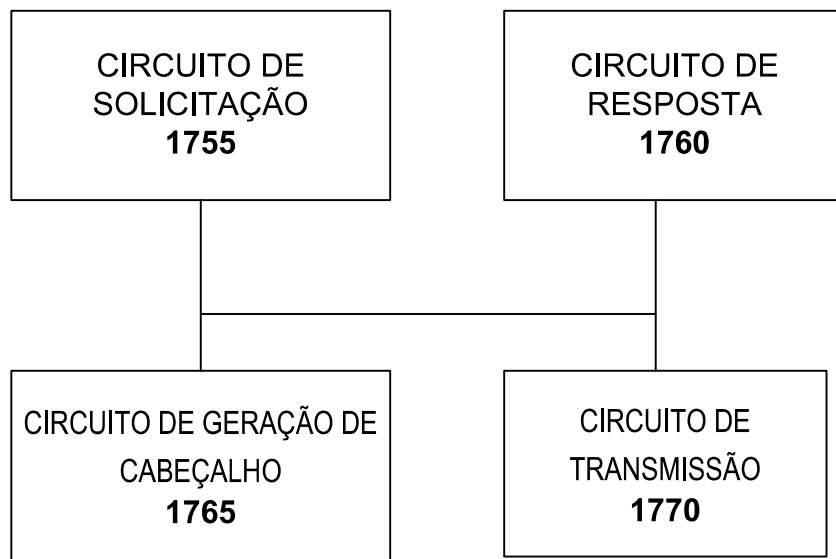 CIRCUITO DE
SOLICITAÇÃO
1755
CIRCUITO DE
RESPOSTA
1760
CIRCUITO DE GERAÇÃO DE
CABEÇALHO
1765
CIRCUITO DE
TRANSMISSÃO
1770